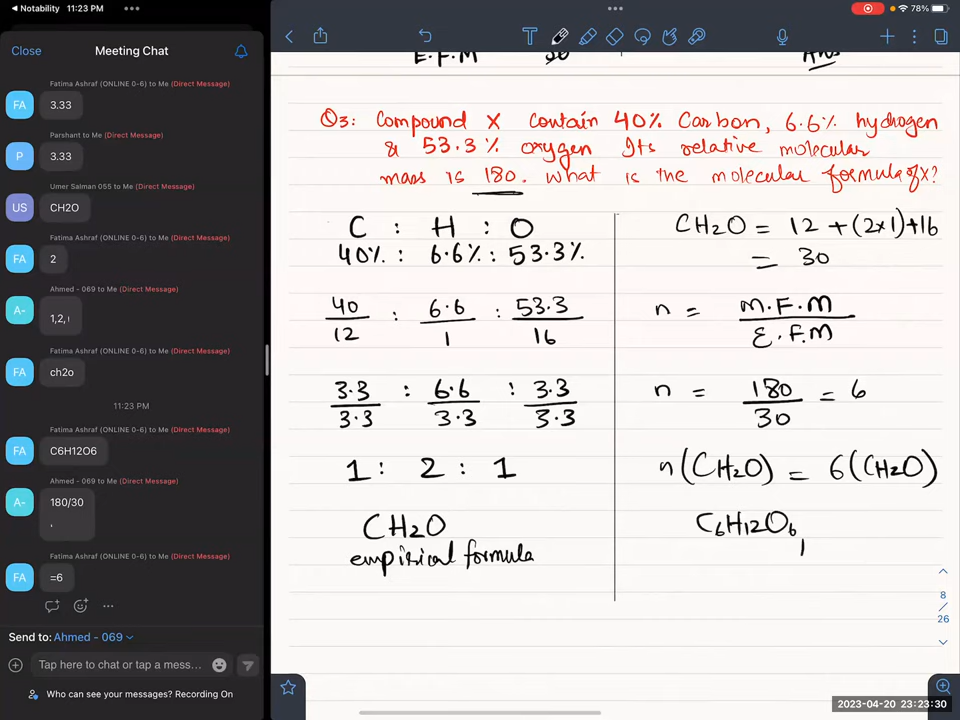 Notability 11:23 PM
78%
Close
Meeting Chat
Fatima Ashraf (ONLINE 0-6) to Me (Direct Message)
FA
3.33
Parshant to Me (Direct Message)
P
3.33
Umer Salman 055 to Me (Direct Message)
US
CH2O
Fatima Ashraf (ONLINE 0-6) to Me (Direct Message)
FA
2
Ahmed - 069 to Me (Direct Message)
A-
1,2,
Fatima Ashraf (ONLINE 0-6) to Me (Direct Message)
FA
ch2o
11:23 PM
Fatima Ashraf (ONLINE 0-6) to Me (Direct Message)
FA
C6H12O6
Ahmed - 069 to Me (Direct Message)
A-
180/30
Fatima Ashraf (ONLINE 0-6) to Me (Direct Message)
FA
=6
Send to: Ahmed - 069
Tap here to chat or tap a mess...
Who can see your messages? Recording On
E.F.M 30
Ans
Q3: Compound X contain 40% Carbon, 6.6% hydrogen
& 53.3% oxygen Its relative molecular
mass is 180. What is the molecular formula of X?
C : H : O
40% : 6.6% : 53.3%
40/12 : 6.6/1 : 53.3/16
3.3/3.3 : 6.6/3.3 : 3.3/3.3
1 : 2 : 1
CH2O
empirical formula
CH2O = 12 + (2x1) + 16
= 30
n = M.F.M / E.F.M
n = 180/30 = 6
n(CH2O) = 6(CH2O)
C6H12O6
8
/
26
2023-04-20 23:23:30